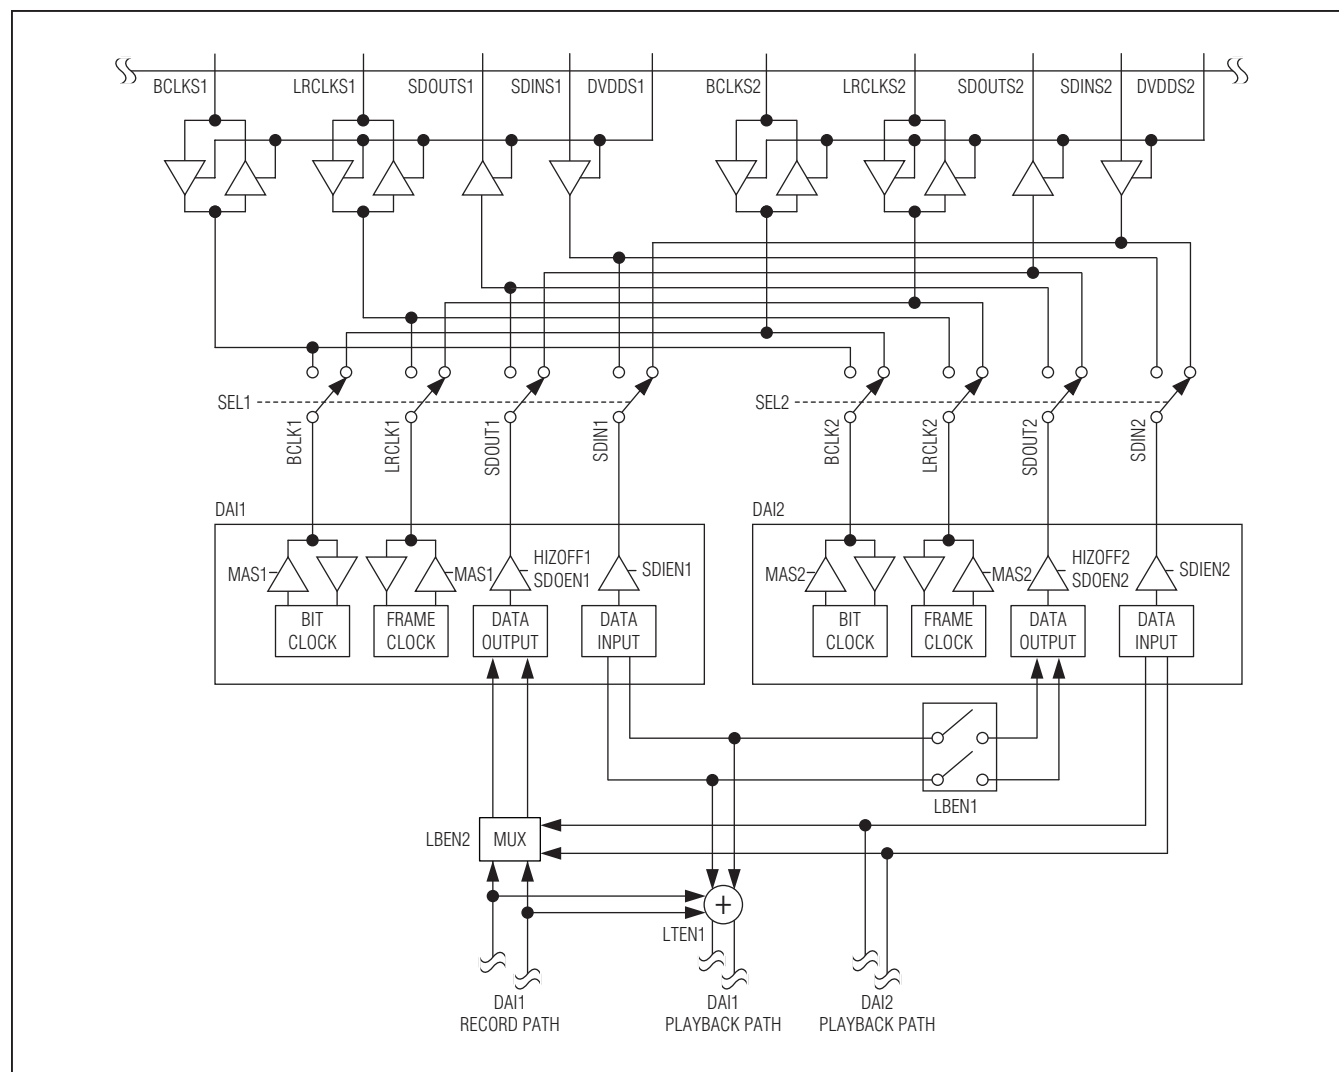 BCLKS1
LRCLKS1
SDOUTS1
SDINS1
DVDDS1
BCLKS2
LRCLKS2
SDOUTS2
SDINS2
DVDDS2
SEL1
SEL2
BCLK1
LRCLK1
SDOUT1
SDIN1
BCLK2
LRCLK2
SDOUT2
SDIN2
DAI1
MAS1
MAS1
HIZOFF1
SDOEN1
SDIEN1
BIT
CLOCK
FRAME
CLOCK
DATA
OUTPUT
DATA
INPUT
DAI2
MAS2
MAS2
HIZOFF2
SDOEN2
SDIEN2
BIT
CLOCK
FRAME
CLOCK
DATA
OUTPUT
DATA
INPUT
LBEN1
LBEN2
MUX
+
LTEN1
DAI1
RECORD PATH
DAI1
PLAYBACK PATH
DAI2
PLAYBACK PATH